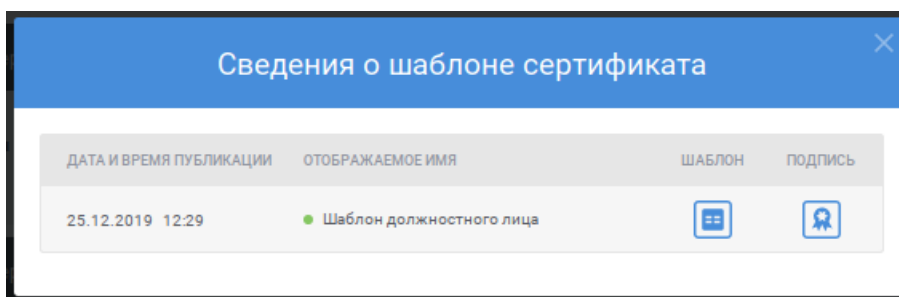 Сведения о шаблоне сертификата
ДАТА И ВРЕМЯ ПУБЛИКАЦИИ ОТОБРАЖАЕМОЕ ИМЯ ШАБЛОН ПОДПИСЬ
25.12.2019 12:29 Шаблон должностного лица